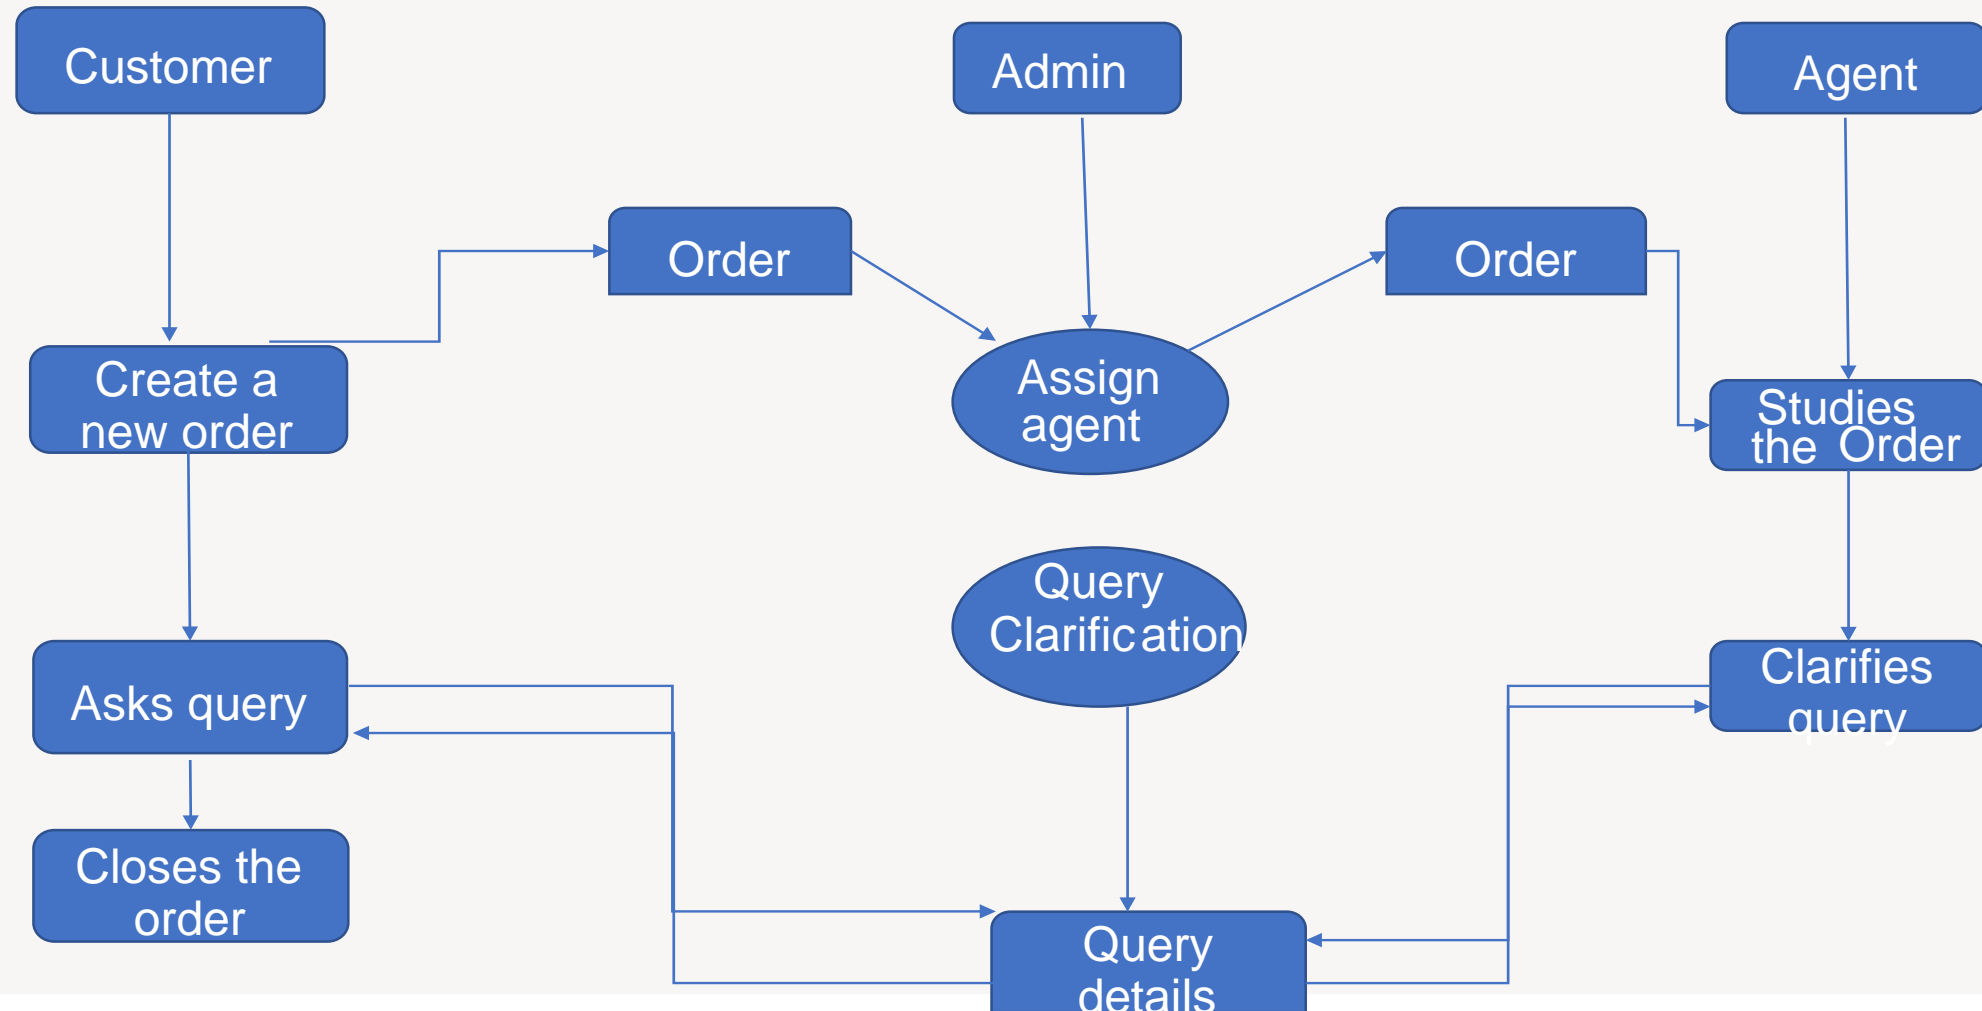 Customer
Admin
Agent
Order
Order
Create a
new order
Assign
agent
Studies
the Order
Query
Clarification
Asks query
Clarifies
query
Closes the
order
Query
details